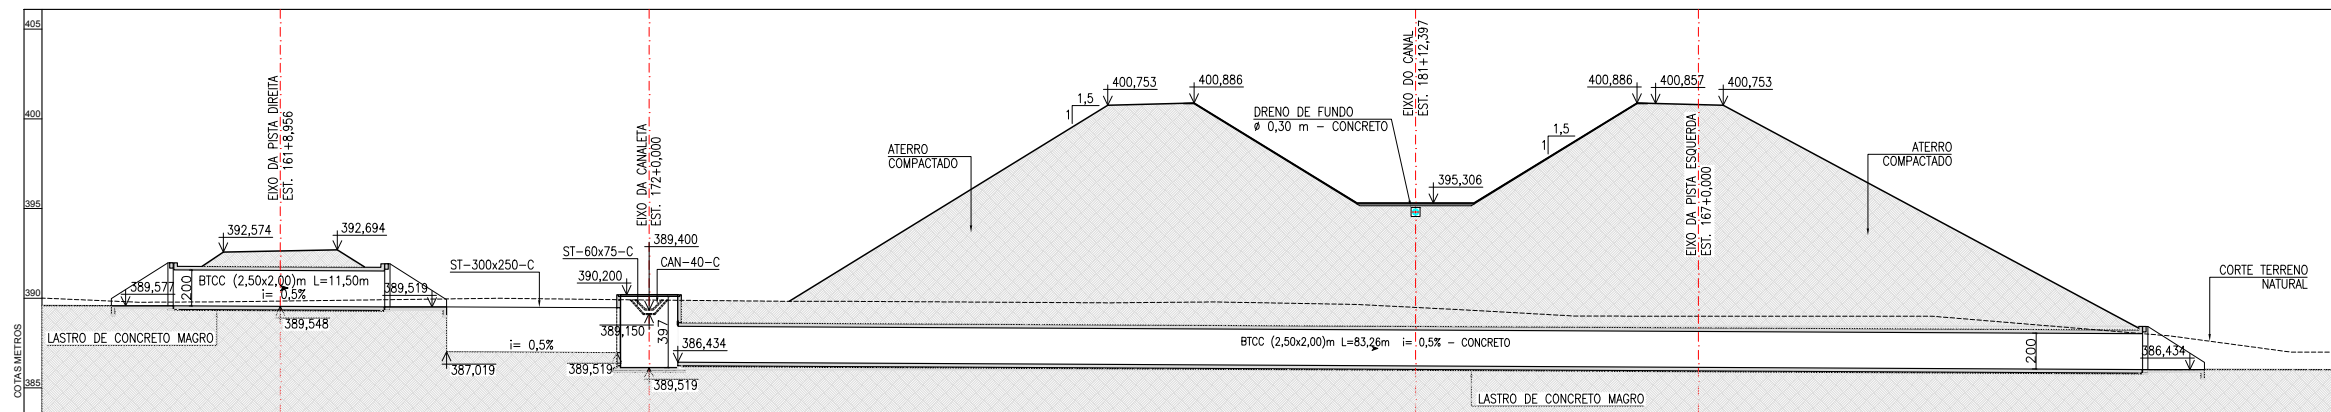 405
400
395
390
385
COTAS METROS
EIXO DA PISTA DIREITA
EST. 161+0,956
392,574
392,694
389,577
200
BTCC (2,50x2,00)m L=11,50m
i= 0,5%
389,519
389,548
LASTRO DE CONCRETO MAGRO
ST-300x250-C
i= 0,5%
387,019
EIXO DA CANALETA
EST. 172+0,000
389,400
ST-60x75-C
CAN-40-C
390,200
389,150
397
386,434
389,519
389,519
ATERRO
COMPACTADO
1,5
1
400,753
400,886
DRENO DE FUNDO
Ø 0,30 m - CONCRETO
EIXO DO CANAL
EST. 181+12,397
395,306
1,5
1
400,886
400,857
400,753
EIXO DA PISTA ESQUERDA
EST. 167+0,000
ATERRO
COMPACTADO
CORTE TERRENO
NATURAL
BTCC (2,50x2,00)m L=83,26m i= 0,5% - CONCRETO
200
386,434
LASTRO DE CONCRETO MAGRO